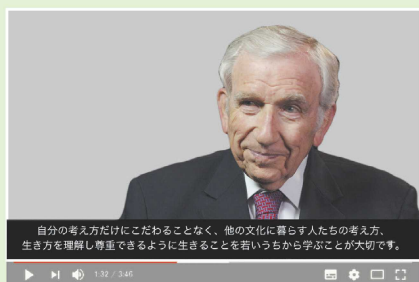 自分の考え方だけにこだわることなく、他の文化に暮らす人たちの考え方、
生き方を理解し尊重できるように生きることを若いうちから学ぶことが大切です。
1:32 / 3:46